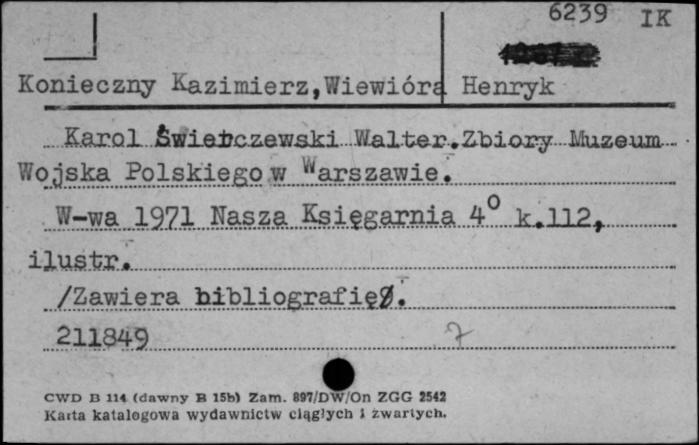 6239 IK
Konieczny Kazimierz, Wiewióra Henryk
Karol Świerczewski Walter. Zbiory Muzeum
Wojska Polskiego w Warszawie.
W-wa 1971 Nasza Księgarnia 4° k.112,
ilustr.
/Zawiera bibliografię/.
211849 7
CWD B 114 (dawny B 15b) Zam. 897/DW/On ZGG 2542
Karta katalogowa wydawnictw ciągłych i zwartych.